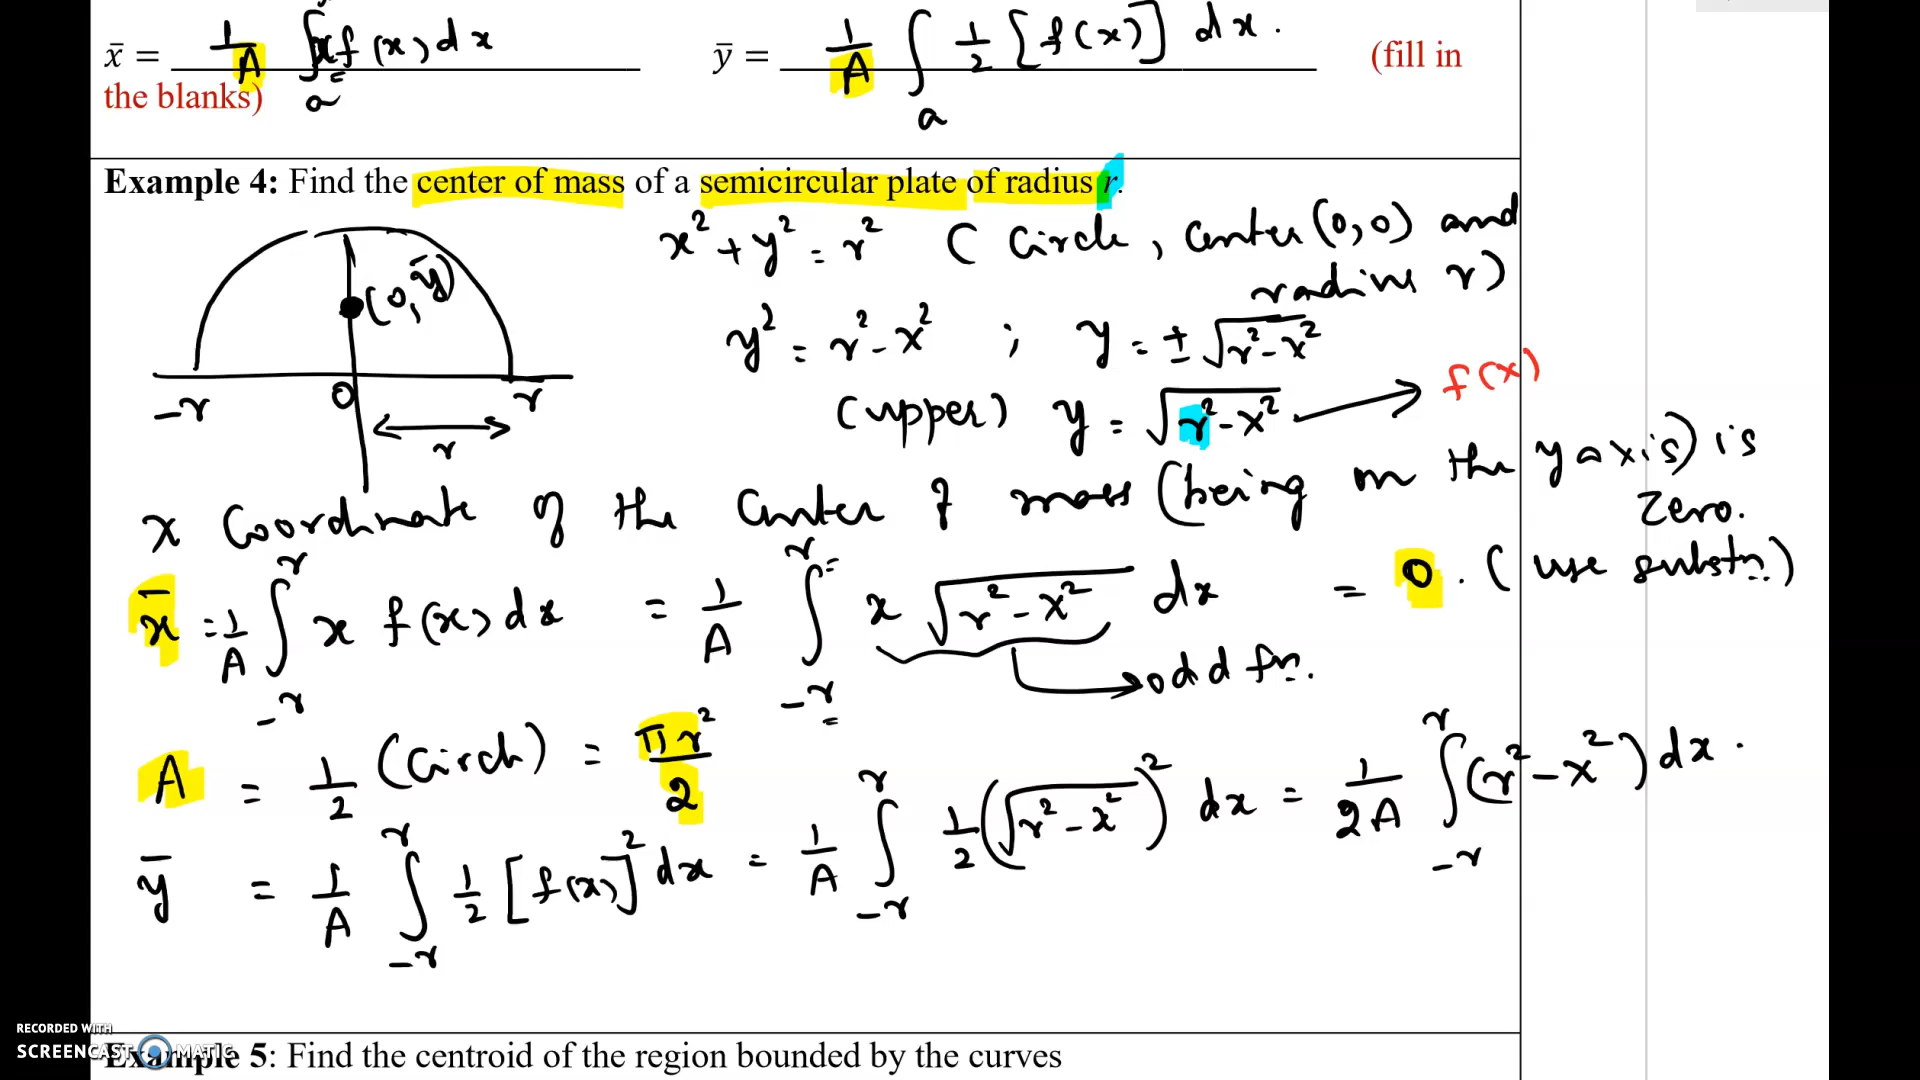 x̄ = 1/A ∫ₐ x f(x) dx ȳ = 1/A ∫ₐ 1/2 [f(x)] dx. (fill in
the blanks)
Example 4: Find the center of mass of a semicircular plate of radius r.
x² + y² = r² ( Circle, Center (0,0) and
radius r)
(0, ȳ)
y² = r² - x² ; y = ± √(r² - x²)
-r 0 r
r
(upper) y = √(r² - x²) → f(x)
x Coordinate of the Center of mass (being on the y axis) is
Zero.
x̄ = 1/A ∫₋ᵣʳ x f(x) dx = 1/A ∫₋ᵣʳ x √(r² - x²) dx = 0. (use substn.)
odd fn.
A = 1/2 (Circle) = πr²/2
ȳ = 1/A ∫₋ᵣʳ 1/2 [f(x)]² dx = 1/A ∫₋ᵣʳ 1/2 (√(r² - x²))² dx = 1/2A ∫₋ᵣʳ (r² - x²) dx.
Example 5: Find the centroid of the region bounded by the curves
RECORDED WITH
SCREENCAST MATIC